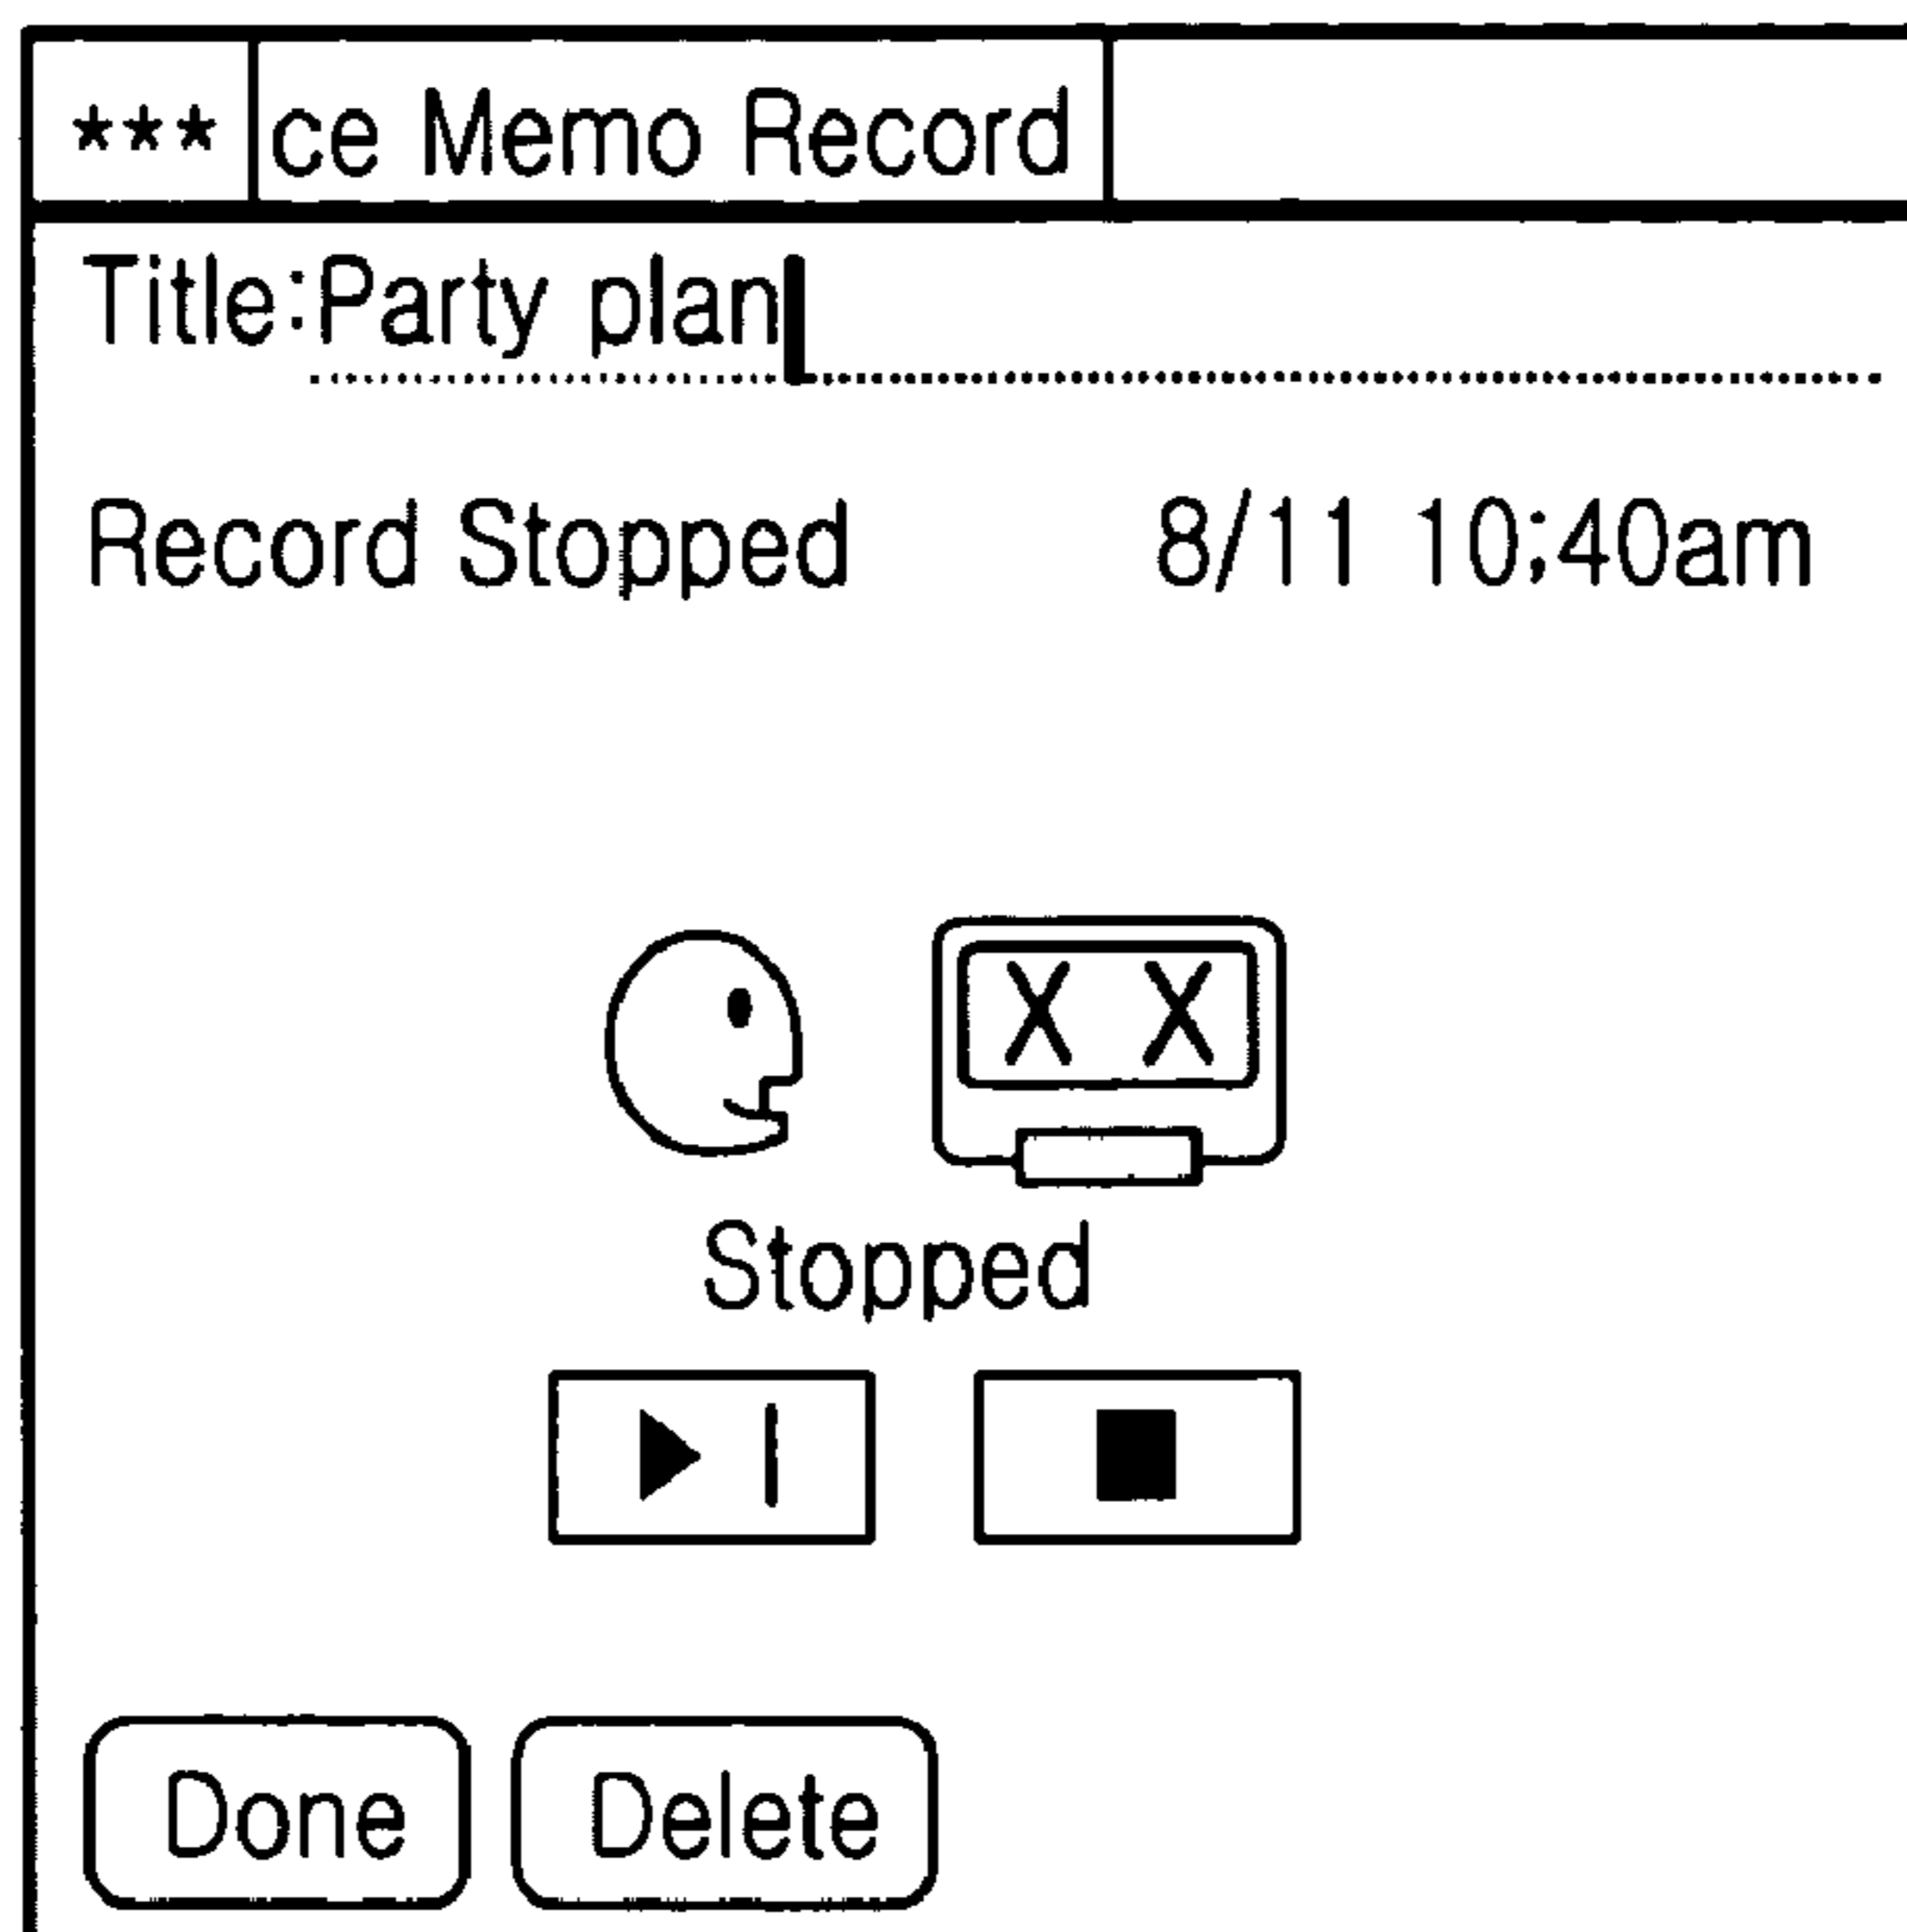 *** ce Memo Record
Title:Party plan
Record Stopped 8/11 10;40am
X X
Stopped
Done Delete